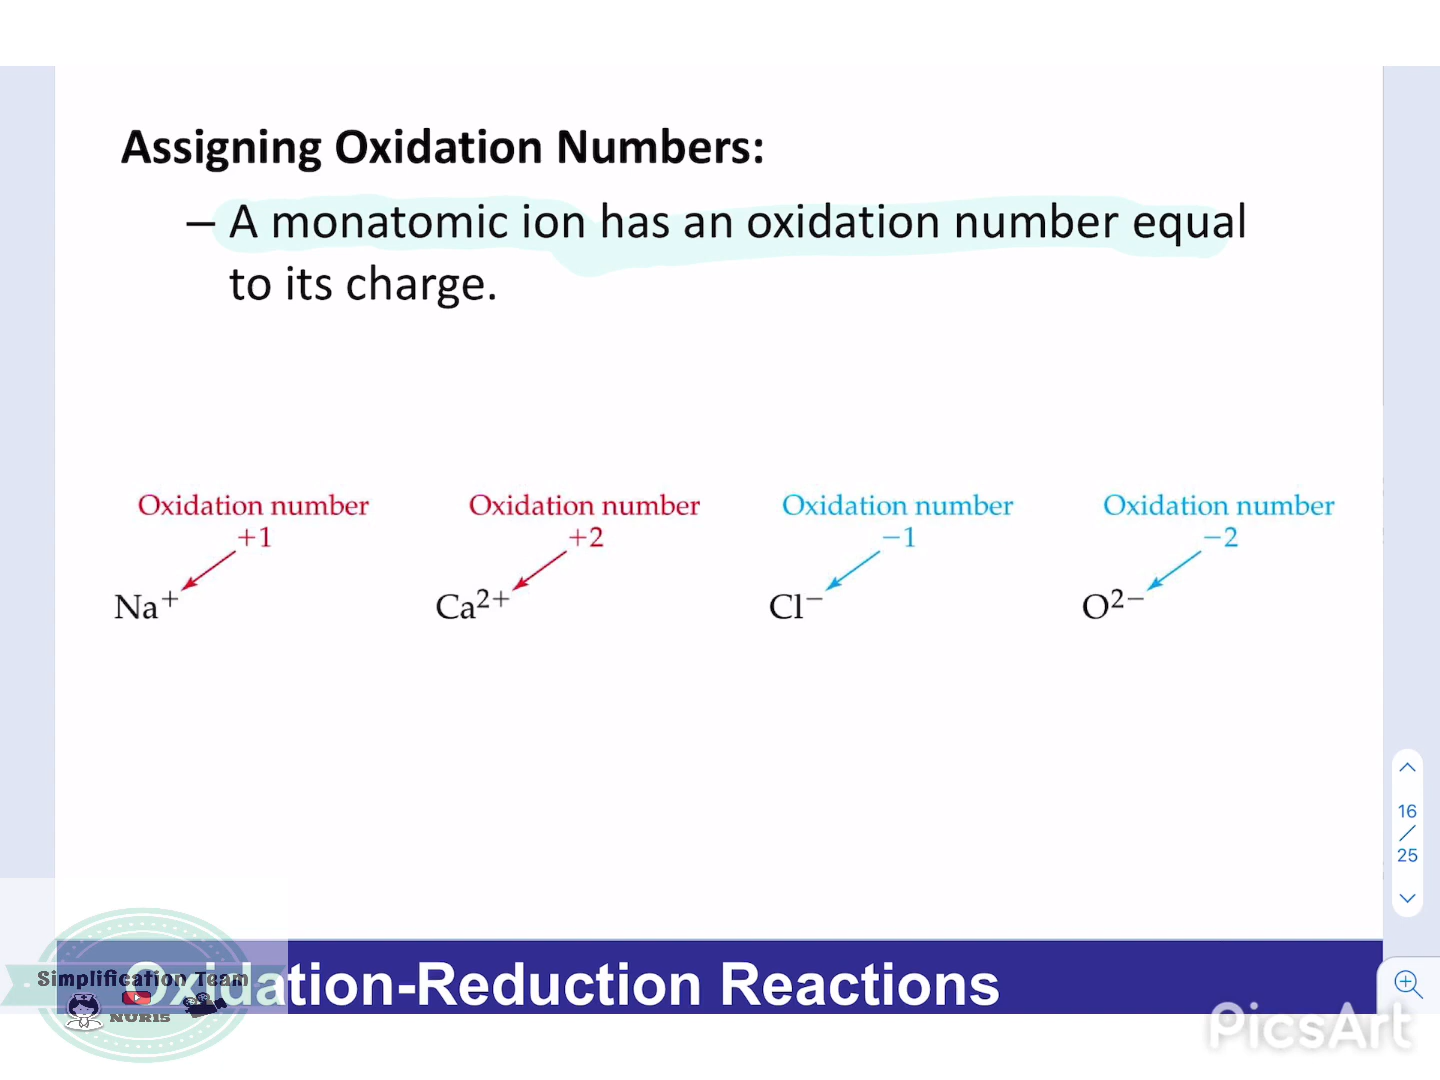 Assigning Oxidation Numbers:
– A monatomic ion has an oxidation number equal
to its charge.
Oxidation number Oxidation number Oxidation number Oxidation number
+1 +2 −1 −2
Na⁺ Ca²⁺ Cl⁻ O²⁻
16
/
25
Oxidation-Reduction Reactions
Simplification Team
NURIS
PicsArt